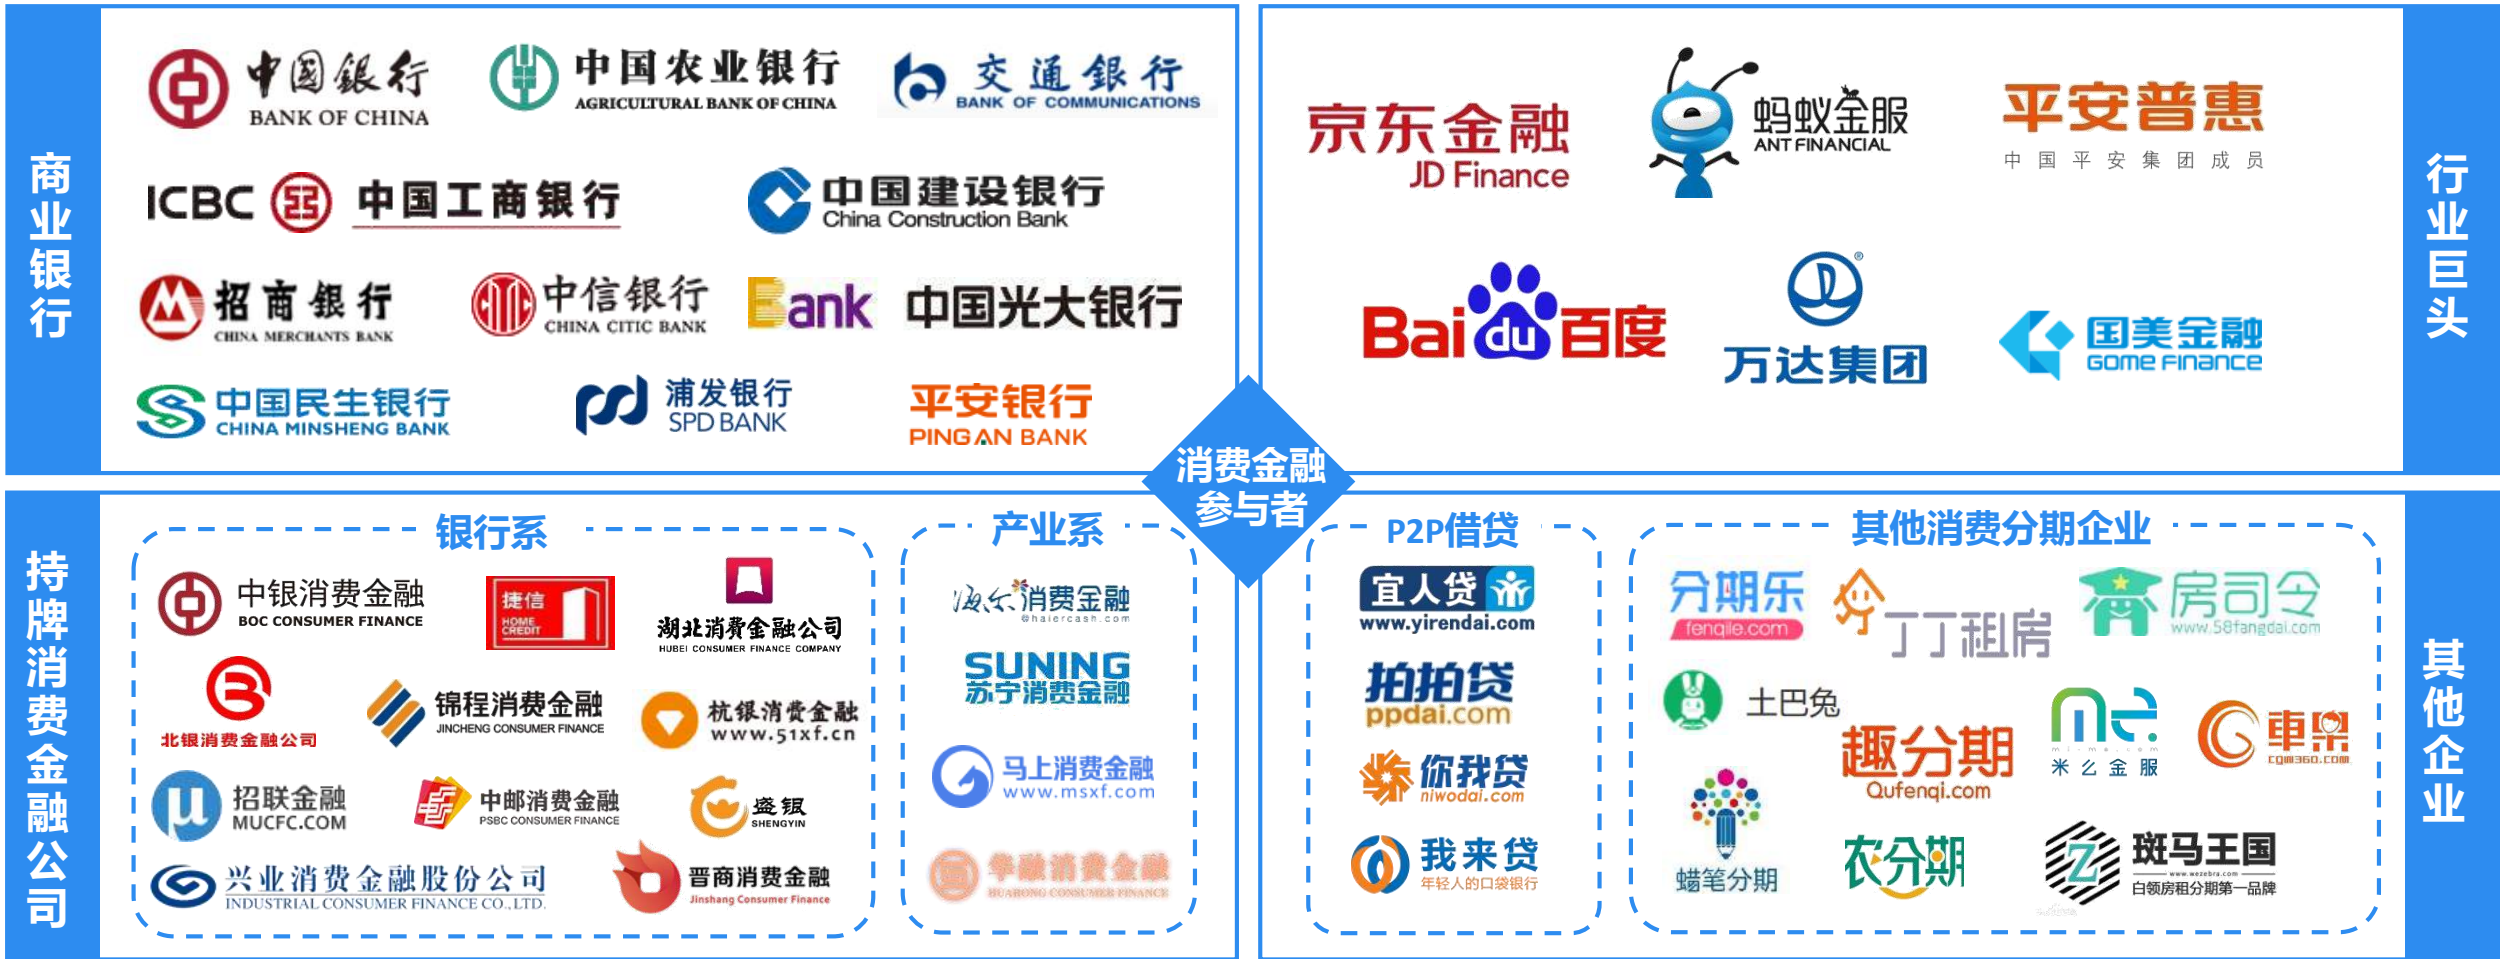 商业银行
中國銀行
BANK OF CHINA
中国农业银行
AGRICULTURAL BANK OF CHINA
交通銀行
BANK OF COMMUNICATIONS
ICBC 中国工商银行
中国建设银行
China Construction Bank
招商银行
CHINA MERCHANTS BANK
中信银行
CHINA CITIC BANK
Bank 中国光大银行
中国民生银行
CHINA MINSHENG BANK
浦发银行
SPD BANK
平安银行
PINGAN BANK
行业巨头
京东金融
JD Finance
蚂蚁金服
ANT FINANCIAL
平安普惠
中国平安集团成员
Bai du 百度
万达集团
国美金融
GOME FINANCE
消费金融
参与者
持牌消费金融公司
银行系
中银消费金融
BOC CONSUMER FINANCE
捷信
HOME
CREDIT
湖北消費金融公司
HUBEI CONSUMER FINANCE COMPANY
北银消费金融公司
锦程消费金融
JINCHENG CONSUMER FINANCE
杭银消费金融
www.51xf.cn
招联金融
MUCFC.COM
中邮消费金融
PSBC CONSUMER FINANCE
盛银
SHENGYIN
兴业消费金融股份公司
INDUSTRIAL CONSUMER FINANCE CO., LTD.
晋商消费金融
Jinshang Consumer Finance
产业系
海尔消费金融
@haiercash.com
SUNING
苏宁消费金融
马上消费金融
www.msxf.com
华融消费金融
HUARONG CONSUMER FINANCE
P2P借贷
宜人贷
www.yirendai.com
拍拍贷
ppdai.com
你我贷
niwodai.com
我来贷
年轻人的口袋银行
其他消费分期企业
分期乐
fenqile.com
丁丁租房
房司令
www.58fangdai.com
土巴兔
趣分期
Qufenqi.com
mi-me.com
米么金服
車果
cgw360.com
蜡笔分期
农分期
斑马王国
www.wezebra.com
白领房租分期第一品牌
其他企业